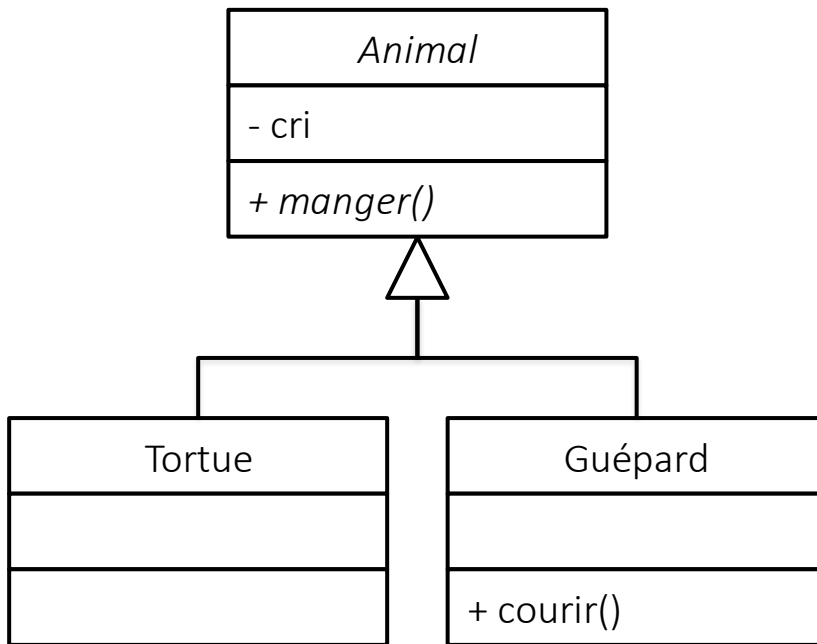 Animal
- cri
+ manger()
Tortue
Guépard
+ courir()